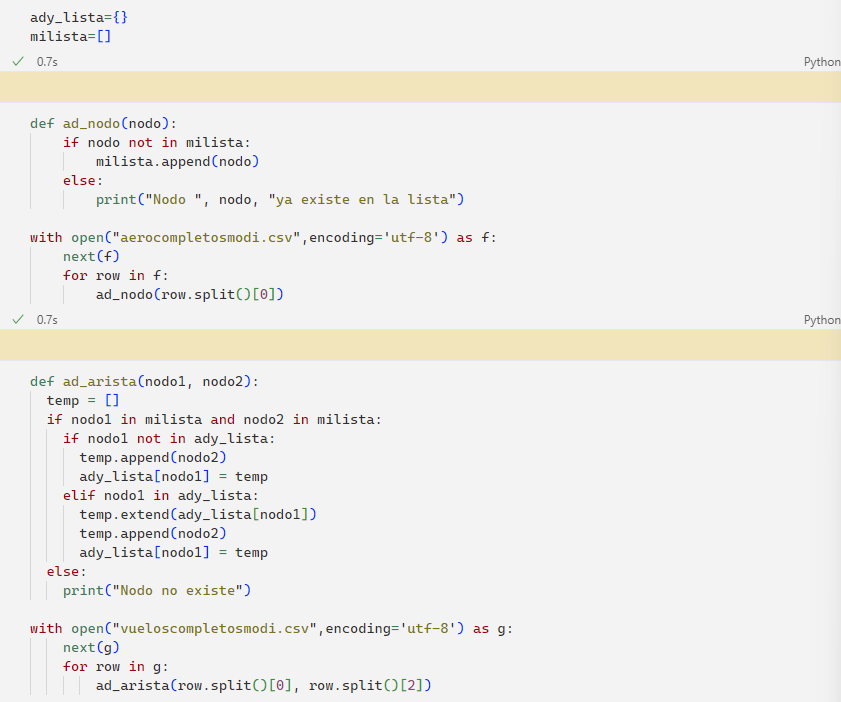 ady_lista={}
milista=[]
0.7s
Python
def ad_nodo(nodo):
    if nodo not in milista:
        milista.append(nodo)
    else:
        print("Nodo ", nodo, "ya existe en la lista")
with open("aerocompletosmodi.csv",encoding='utf-8') as f:
    next(f)
    for row in f:
        ad_nodo(row.split()[0])
0.7s
Python
def ad_arista(nodo1, nodo2):
  temp = []
  if nodo1 in milista and nodo2 in milista:
    if nodo1 not in ady_lista:
      temp.append(nodo2)
      ady_lista[nodo1] = temp
    elif nodo1 in ady_lista:
      temp.extend(ady_lista[nodo1])
      temp.append(nodo2)
      ady_lista[nodo1] = temp
  else:
    print("Nodo no existe")
with open("vueloscompletosmodi.csv",encoding='utf-8') as g:
    next(g)
    for row in g:
        ad_arista(row.split()[0], row.split()[2])